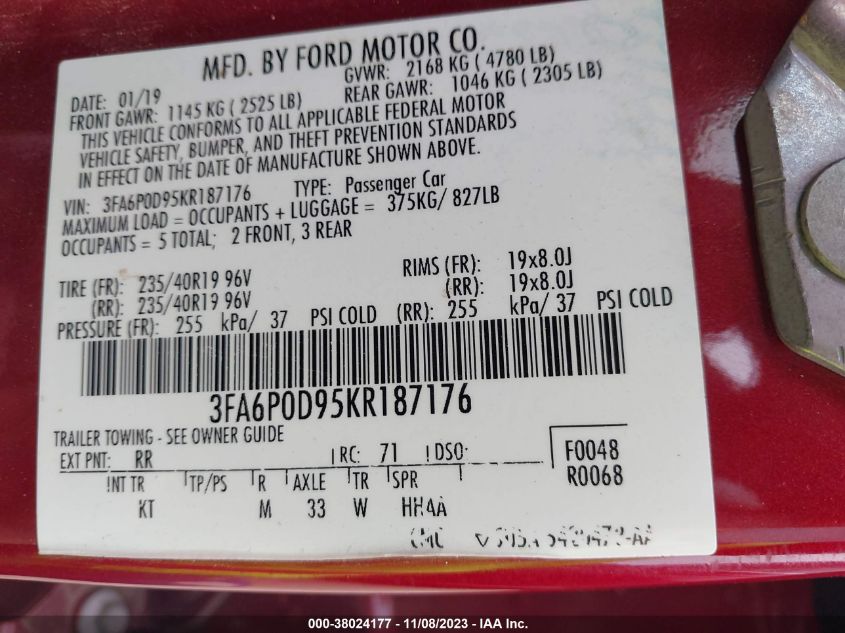 MFD. BY FORD MOTOR CO.
DATE: 01/19 GVWR: 2168 KG ( 4780 LB)
FRONT GAWR: 1145 KG ( 2525 LB) REAR GAWR: 1046 KG ( 2305 LB)
THIS VEHICLE CONFORMS TO ALL APPLICABLE FEDERAL MOTOR
VEHICLE SAFETY, BUMPER, AND THEFT PREVENTION STANDARDS
IN EFFECT ON THE DATE OF MANUFACTURE SHOWN ABOVE.
VIN: 3FA6P0D95KR187176 TYPE: Passenger Car
MAXIMUM LOAD = OCCUPANTS + LUGGAGE = 375KG/ 827LB
OCCUPANTS = 5 TOTAL; 2 FRONT, 3 REAR
TIRE (FR): 235/40R19 96V RIMS (FR): 19x8.0J
(RR): 235/40R19 96V (RR): 19x8.0J
PRESSURE (FR): 255 kPa/ 37 PSI COLD (RR): 255 kPa/ 37 PSI COLD
3FA6P0D95KR187176
TRAILER TOWING - SEE OWNER GUIDE
EXT PNT: RR RC: 71 DSO: F0048
INT TR TP/PS R AXLE TR SPR R0068
KT M 33 W HH4A
000-38024177 - 11/08/2023 - IAA Inc.